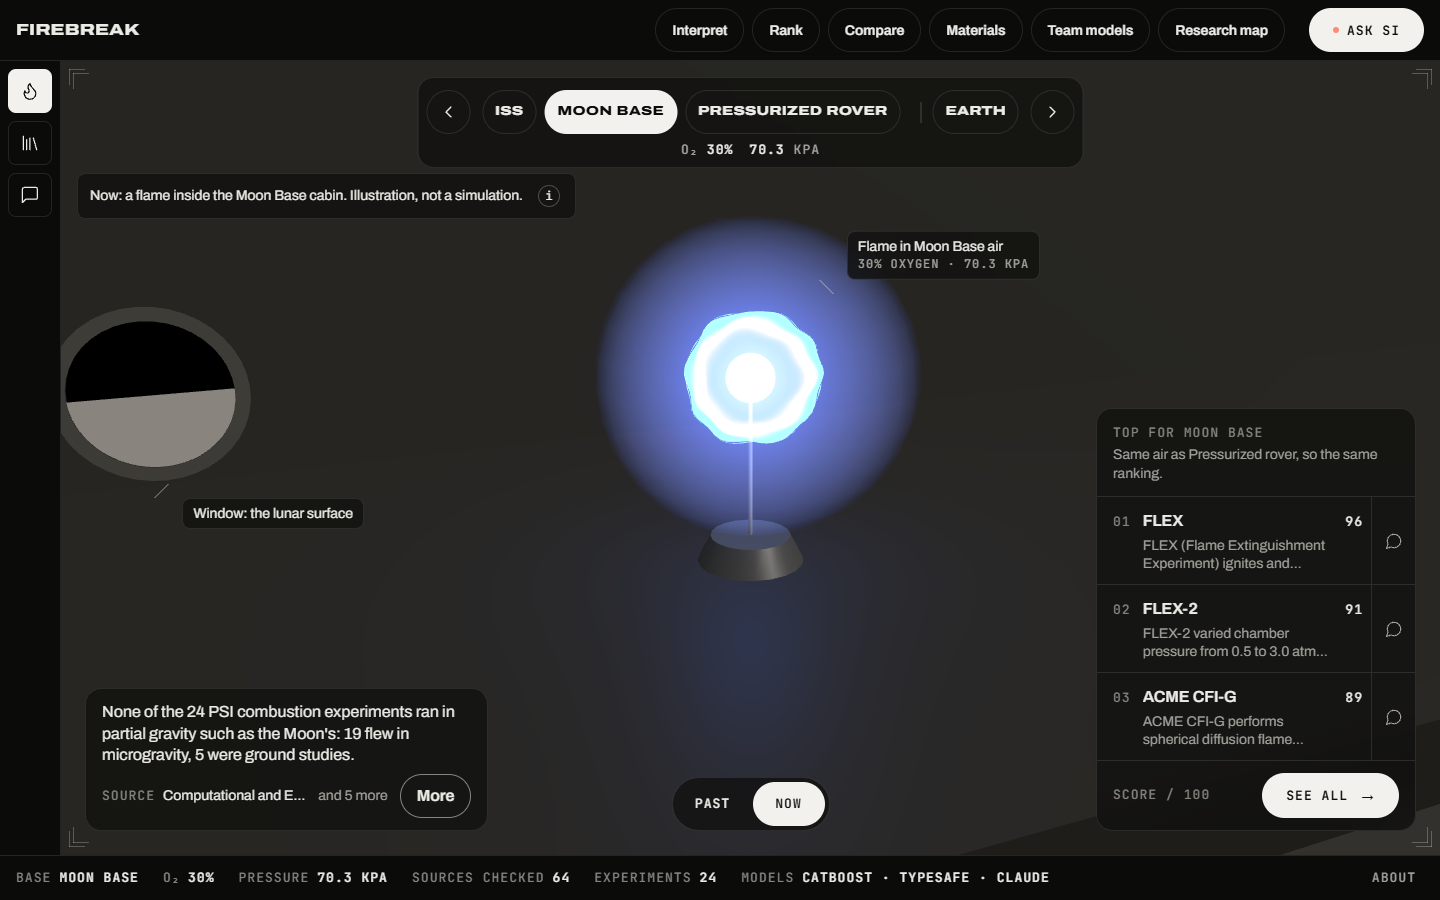 FIREBREAK
Interpret
Rank
Compare
Materials
Team models
Research map
ASK SI
ISS
MOON BASE
PRESSURIZED ROVER
EARTH
O₂ 30% 70.3 KPA
Now: a flame inside the Moon Base cabin. Illustration, not a simulation.
i
Flame in Moon Base air
30% OXYGEN · 70.3 KPA
Window: the lunar surface
TOP FOR MOON BASE
Same air as Pressurized rover, so the same
ranking.
01 FLEX 96
FLEX (Flame Extinguishment
Experiment) ignites and...
02 FLEX-2 91
FLEX-2 varied chamber
pressure from 0.5 to 3.0 atm...
03 ACME CFI-G 89
ACME CFI-G performs
spherical diffusion flame...
SCORE / 100
SEE ALL →
None of the 24 PSI combustion experiments ran in
partial gravity such as the Moon's: 19 flew in
microgravity, 5 were ground studies.
SOURCE Computational and E... and 5 more
More
PAST
NOW
BASE MOON BASE O₂ 30% PRESSURE 70.3 KPA SOURCES CHECKED 64 EXPERIMENTS 24 MODELS CATBOOST · TYPESAFE · CLAUDE
ABOUT